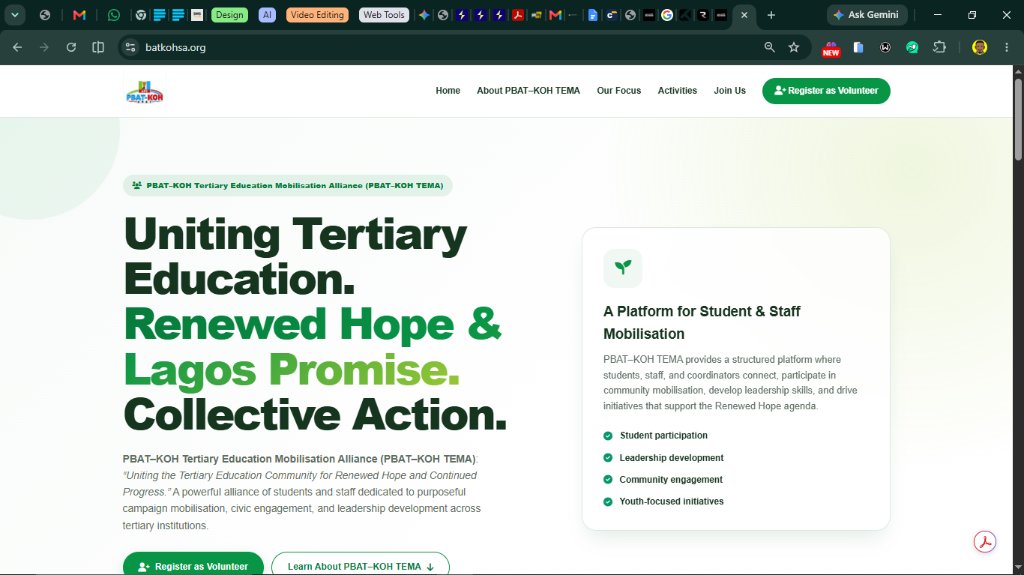 Design
AI
Video Editing
Web Tools
Ask Gemini
batkohsa.org
NEW
PBAT-KOH
Home
About PBAT–KOH TEMA
Our Focus
Activities
Join Us
Register as Volunteer
PBAT–KOH Tertiary Education Mobilisation Alliance (PBAT–KOH TEMA)
Uniting Tertiary
Education.
Renewed Hope &
Lagos Promise.
Collective Action.
PBAT–KOH Tertiary Education Mobilisation Alliance (PBAT–KOH TEMA):
"Uniting the Tertiary Education Community for Renewed Hope and Continued
Progress." A powerful alliance of students and staff dedicated to purposeful
campaign mobilisation, civic engagement, and leadership development across
tertiary institutions.
Register as Volunteer
Learn About PBAT–KOH TEMA ↓
A Platform for Student & Staff
Mobilisation
PBAT–KOH TEMA provides a structured platform where
students, staff, and coordinators connect, participate in
community mobilisation, develop leadership skills, and drive
initiatives that support the Renewed Hope agenda.
Student participation
Leadership development
Community engagement
Youth-focused initiatives